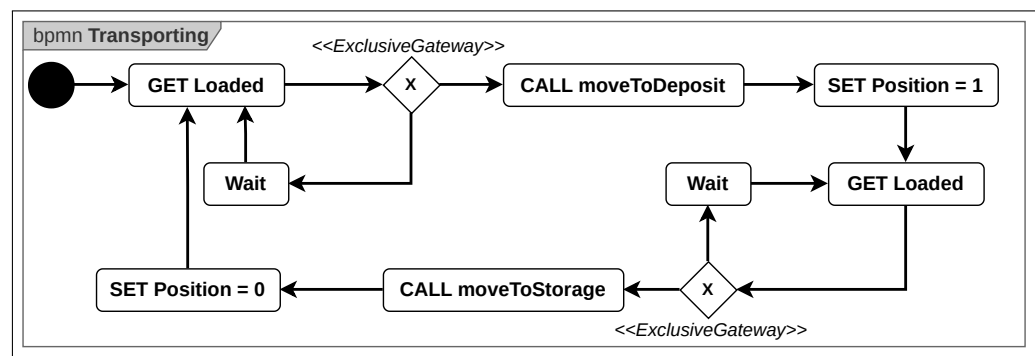 bpmn Transporting
<<ExclusiveGateway>>
GET Loaded
X
CALL moveToDeposit
SET Position = 1
Wait
Wait
GET Loaded
SET Position = 0
CALL moveToStorage
X
<<ExclusiveGateway>>